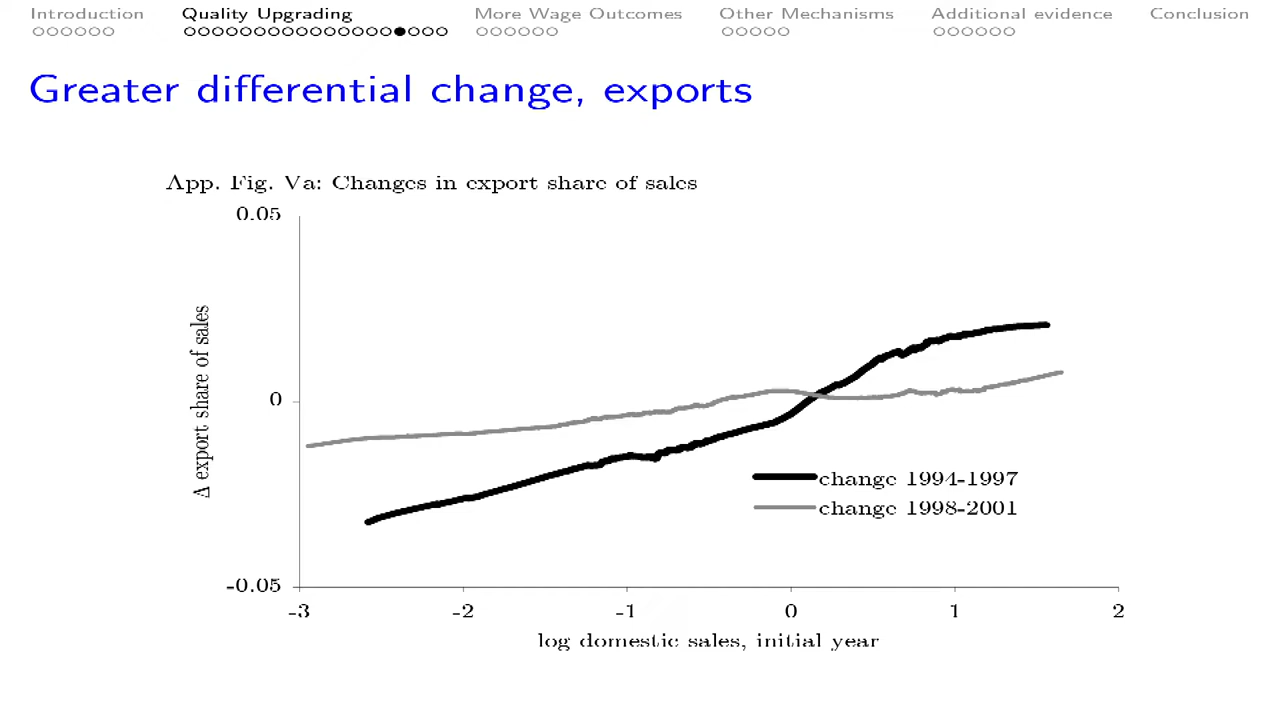 Introduction Quality Upgrading More Wage Outcomes Other Mechanisms Additional evidence Conclusion
Greater differential change, exports
App. Fig. Va: Changes in export share of sales
0.05
0
-0.05
Δ export share of sales
change 1994-1997
change 1998-2001
-3 -2 -1 0 1 2
log domestic sales, initial year